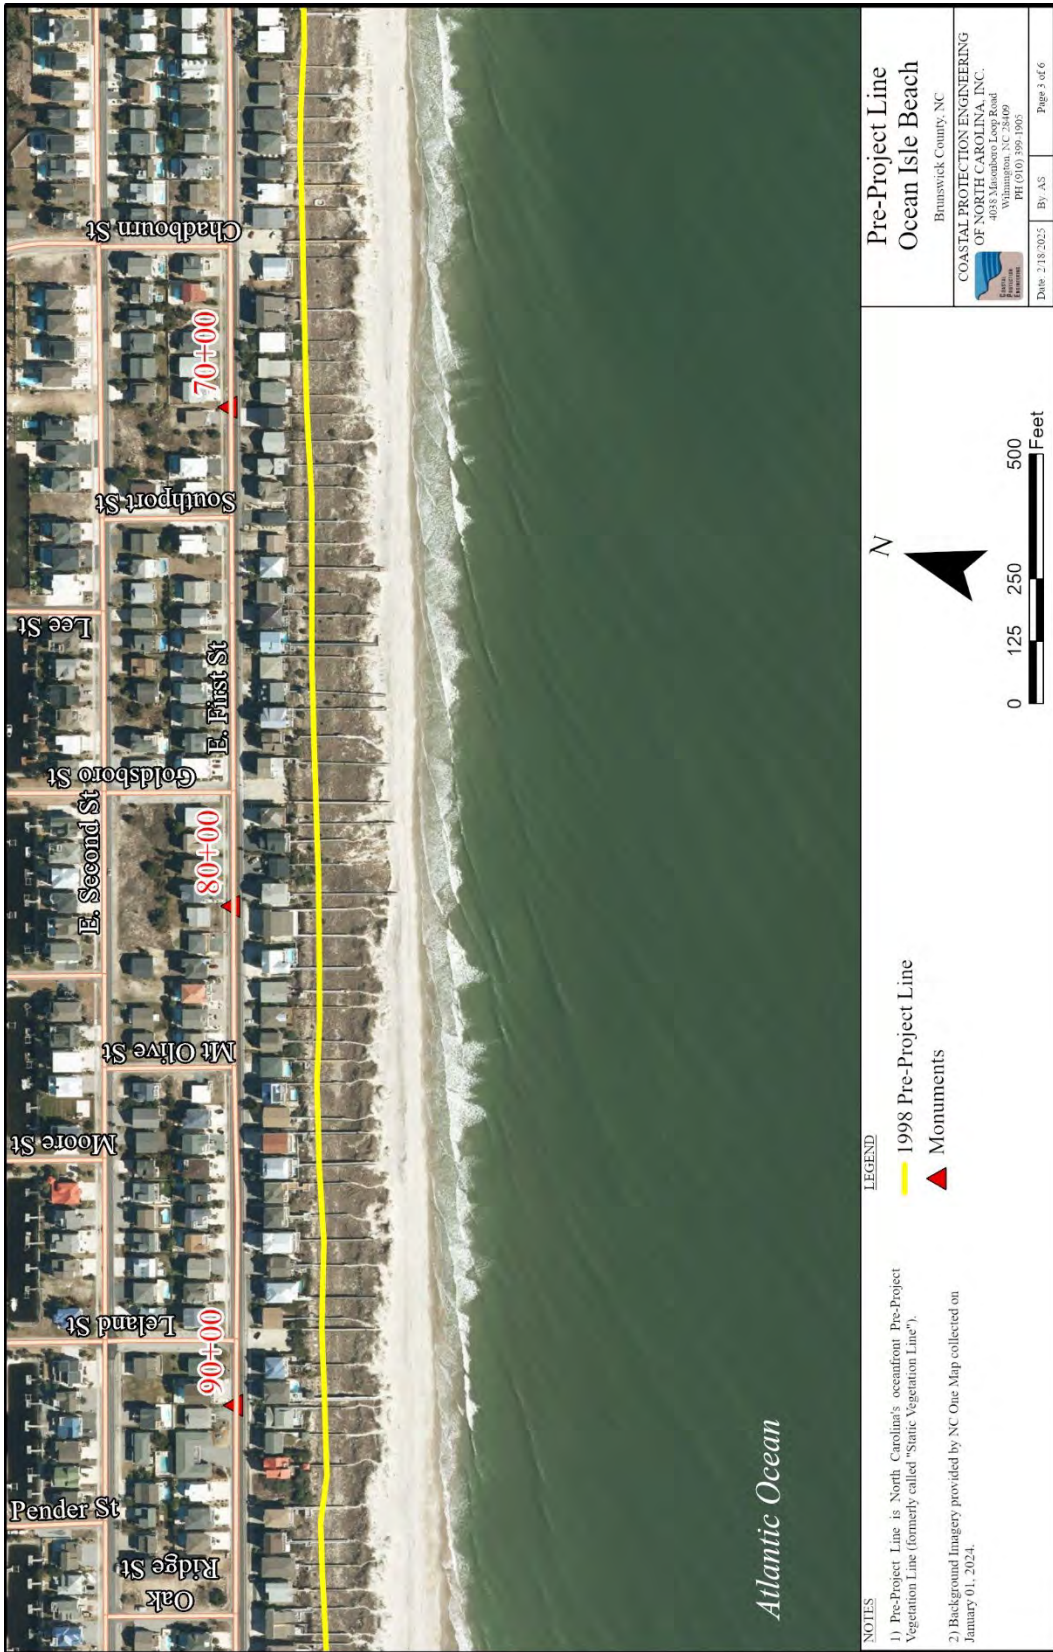 Chadbourn St
70+00
Southport St
Lee St
E. First St
Goldsboro St
E. Second St
80+00
Mt Olive St
Moore St
Leland St
90+00
Pender St
Oak
Ridge St
Atlantic Ocean
NOTES
1) Pre-Project Line is North Carolina's oceanfront Pre-Project
Vegetation Line (formerly called "Static Vegetation Line").
2) Background Imagery provided by NC One Map collected on
January 01, 2024.
LEGEND
1998 Pre-Project Line
Monuments
N
0 125 250 500
Feet
Pre-Project Line
Ocean Isle Beach
Brunswick County, NC
COASTAL PROTECTION ENGINEERING
OF NORTH CAROLINA, INC.
4038 Masonboro Loop Road
Wilmington, NC 28409
PH (910) 399-1905
COASTAL
PROTECTION
ENGINEERING
Date: 2/18/2025
By: AS
Page 3 of 6